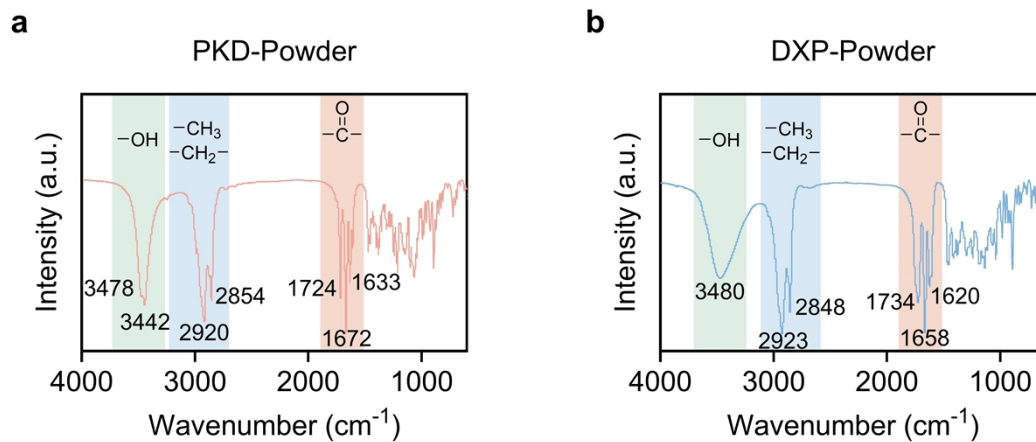 a
PKD-Powder
Intensity (a.u.)
–OH
–CH₃
–CH₂–
O
–C–
3478
3442
2920
2854
1724
1633
1672
4000 3000 2000 1000
Wavenumber (cm⁻¹)
b
DXP-Powder
Intensity (a.u.)
–OH
–CH₃
–CH₂–
O
–C–
3480
2923
2848
1734
1620
1658
4000 3000 2000 1000
Wavenumber (cm⁻¹)